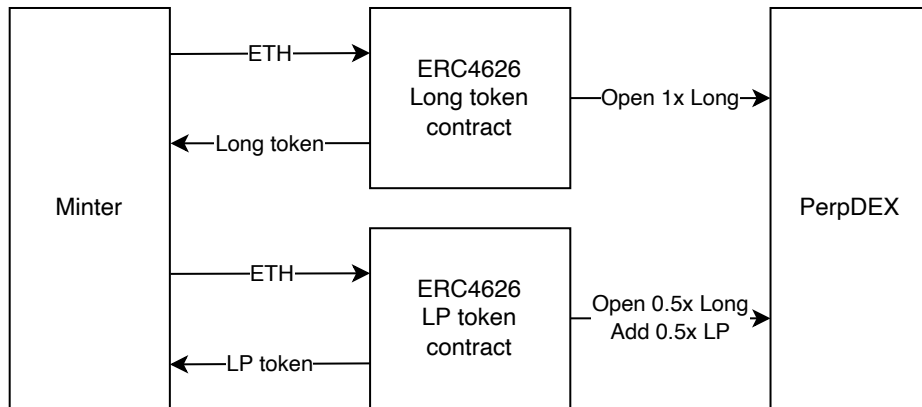 ETH
ERC4626
Long token
contract
Open 1x Long
Long token
Minter
PerpDEX
ETH
ERC4626
LP token
contract
Open 0.5x Long
Add 0.5x LP
LP token